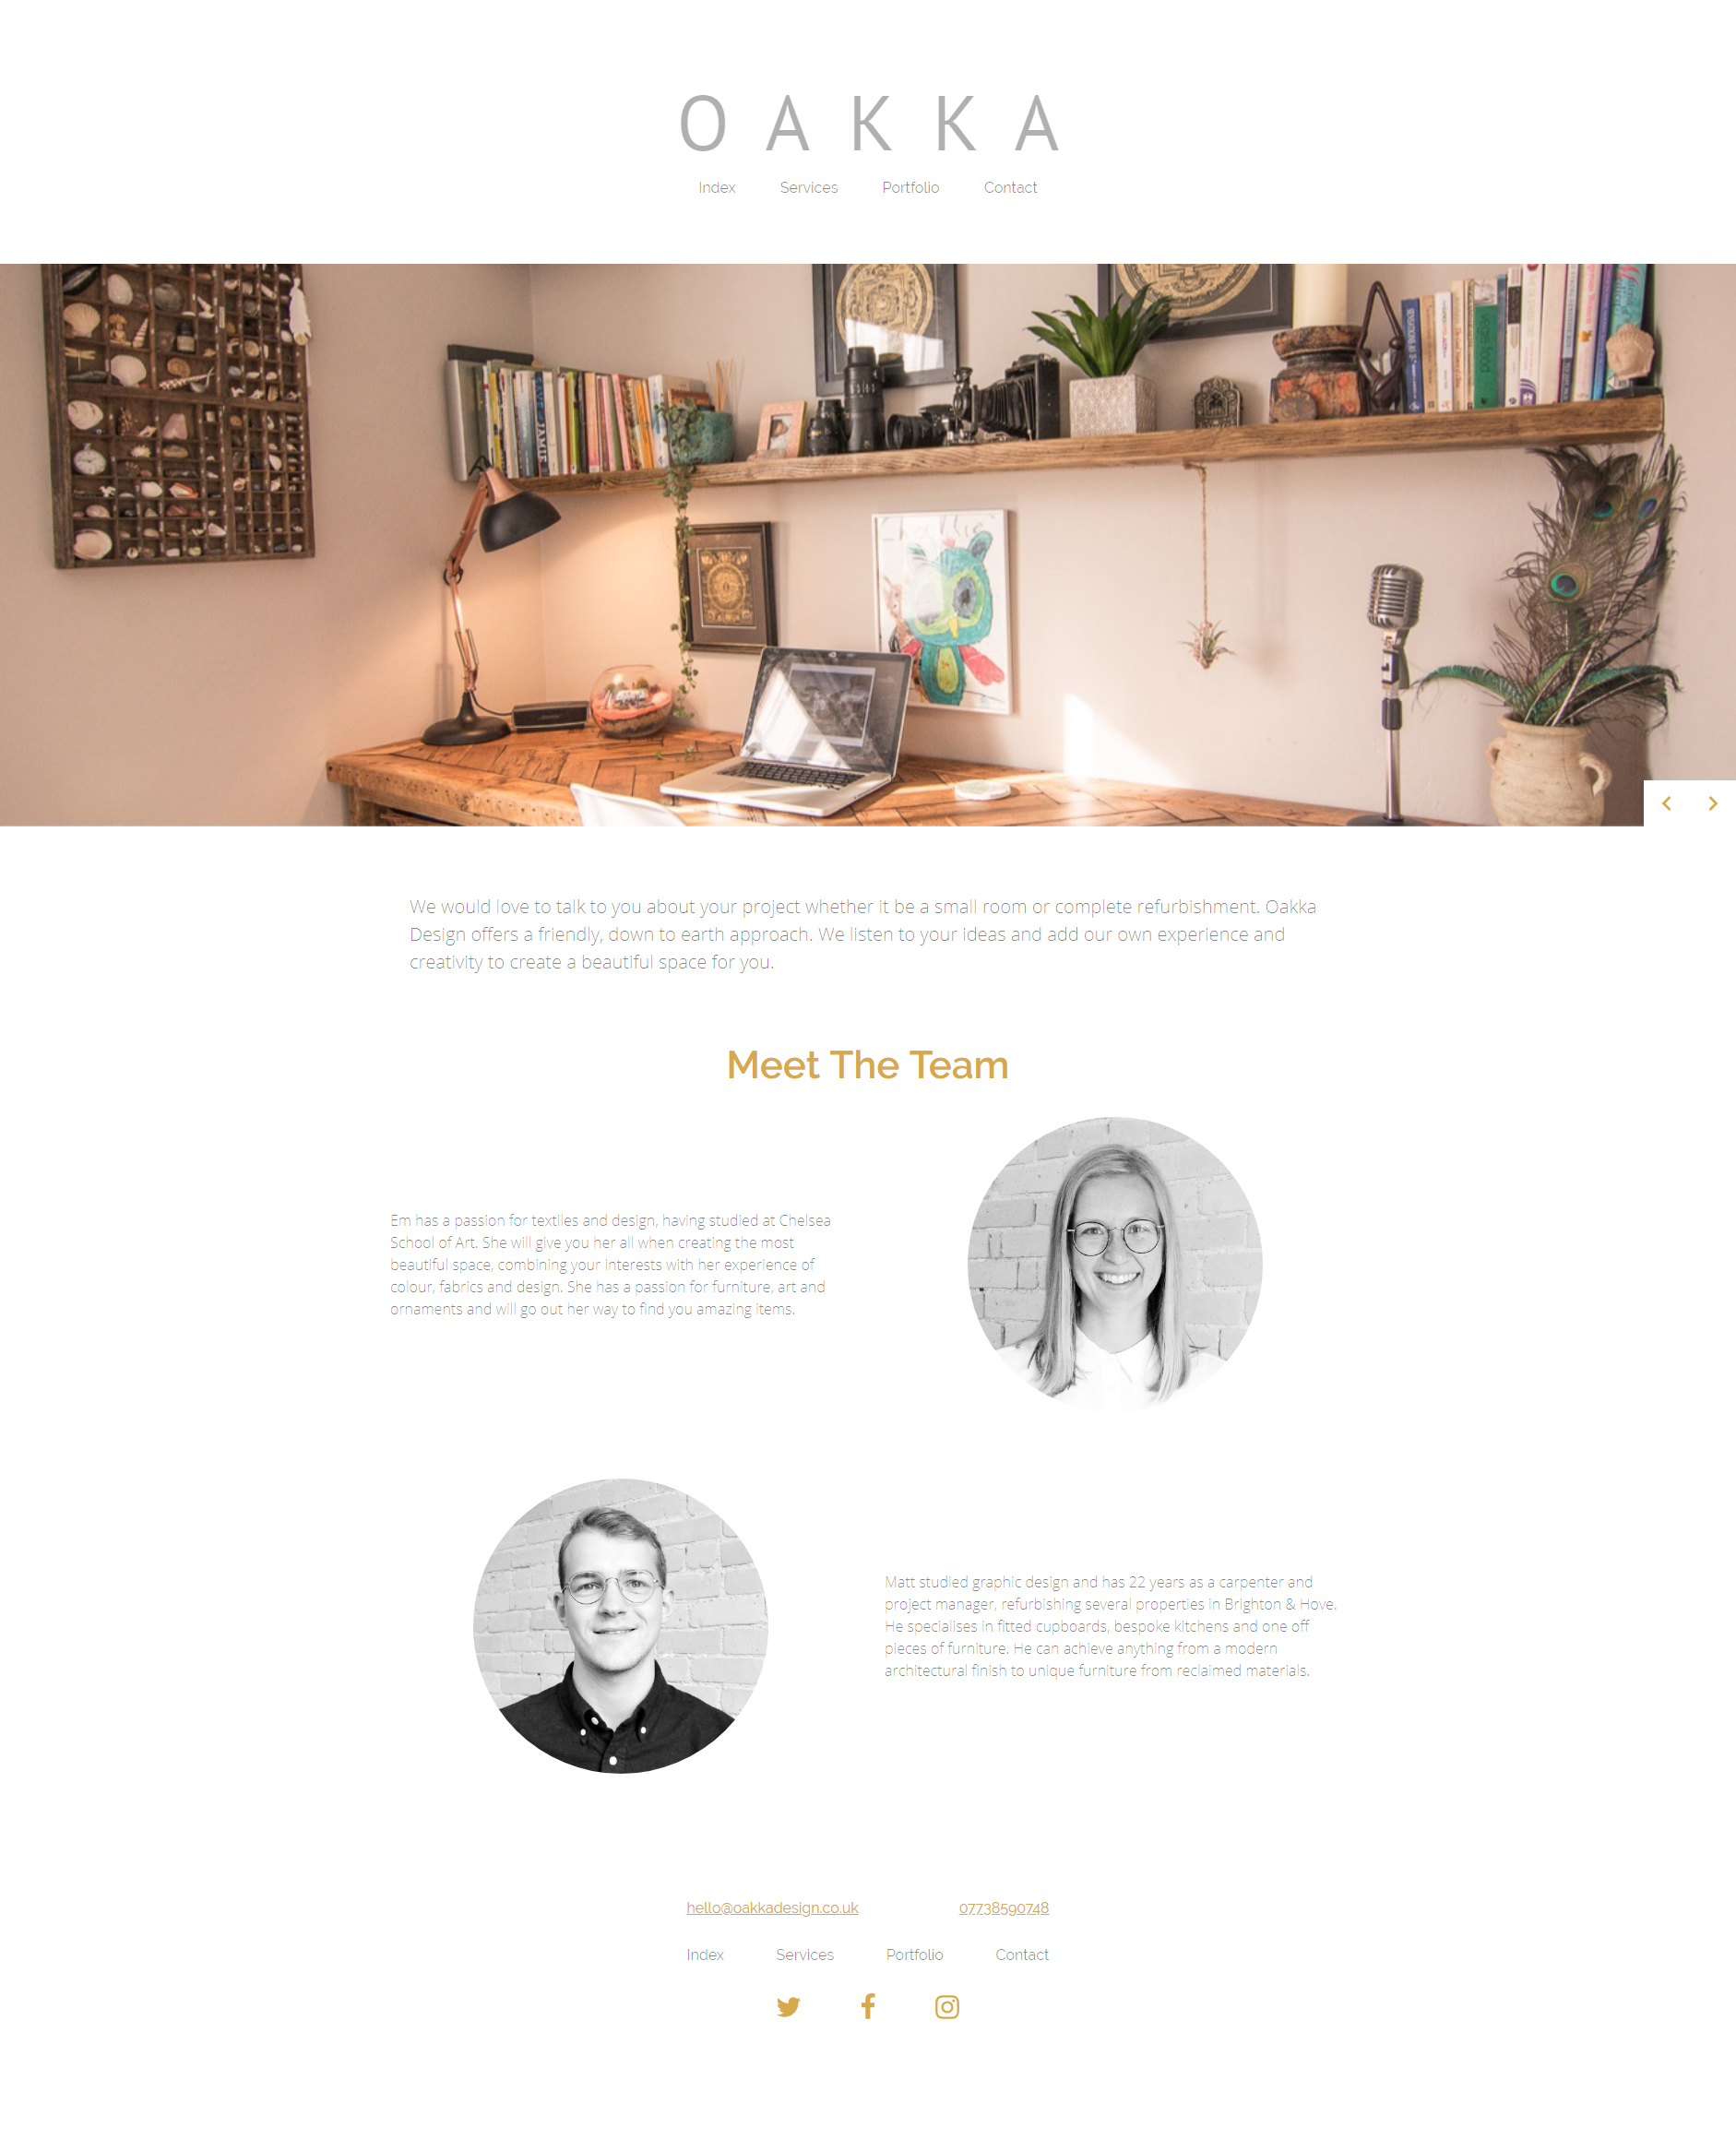 O A K K A
Index Services Portfolio Contact
We would love to talk to you about your project whether it be a small room or complete refurbishment. Oakka
Design offers a friendly, down to earth approach. We listen to your ideas and add our own experience and
creativity to create a beautiful space for you.
Meet The Team
Em has a passion for textiles and design, having studied at Chelsea
School of Art. She will give you her all when creating the most
beautiful space, combining your interests with her experience of
colour, fabrics and design. She has a passion for furniture, art and
ornaments and will go out her way to find you amazing items.
Matt studied graphic design and has 22 years as a carpenter and
project manager, refurbishing several properties in Brighton & Hove.
He specialises in fitted cupboards, bespoke kitchens and one off
pieces of furniture. He can achieve anything from a modern
architectural finish to unique furniture from reclaimed materials.
hello@oakkadesign.co.uk 07738590748
Index Services Portfolio Contact